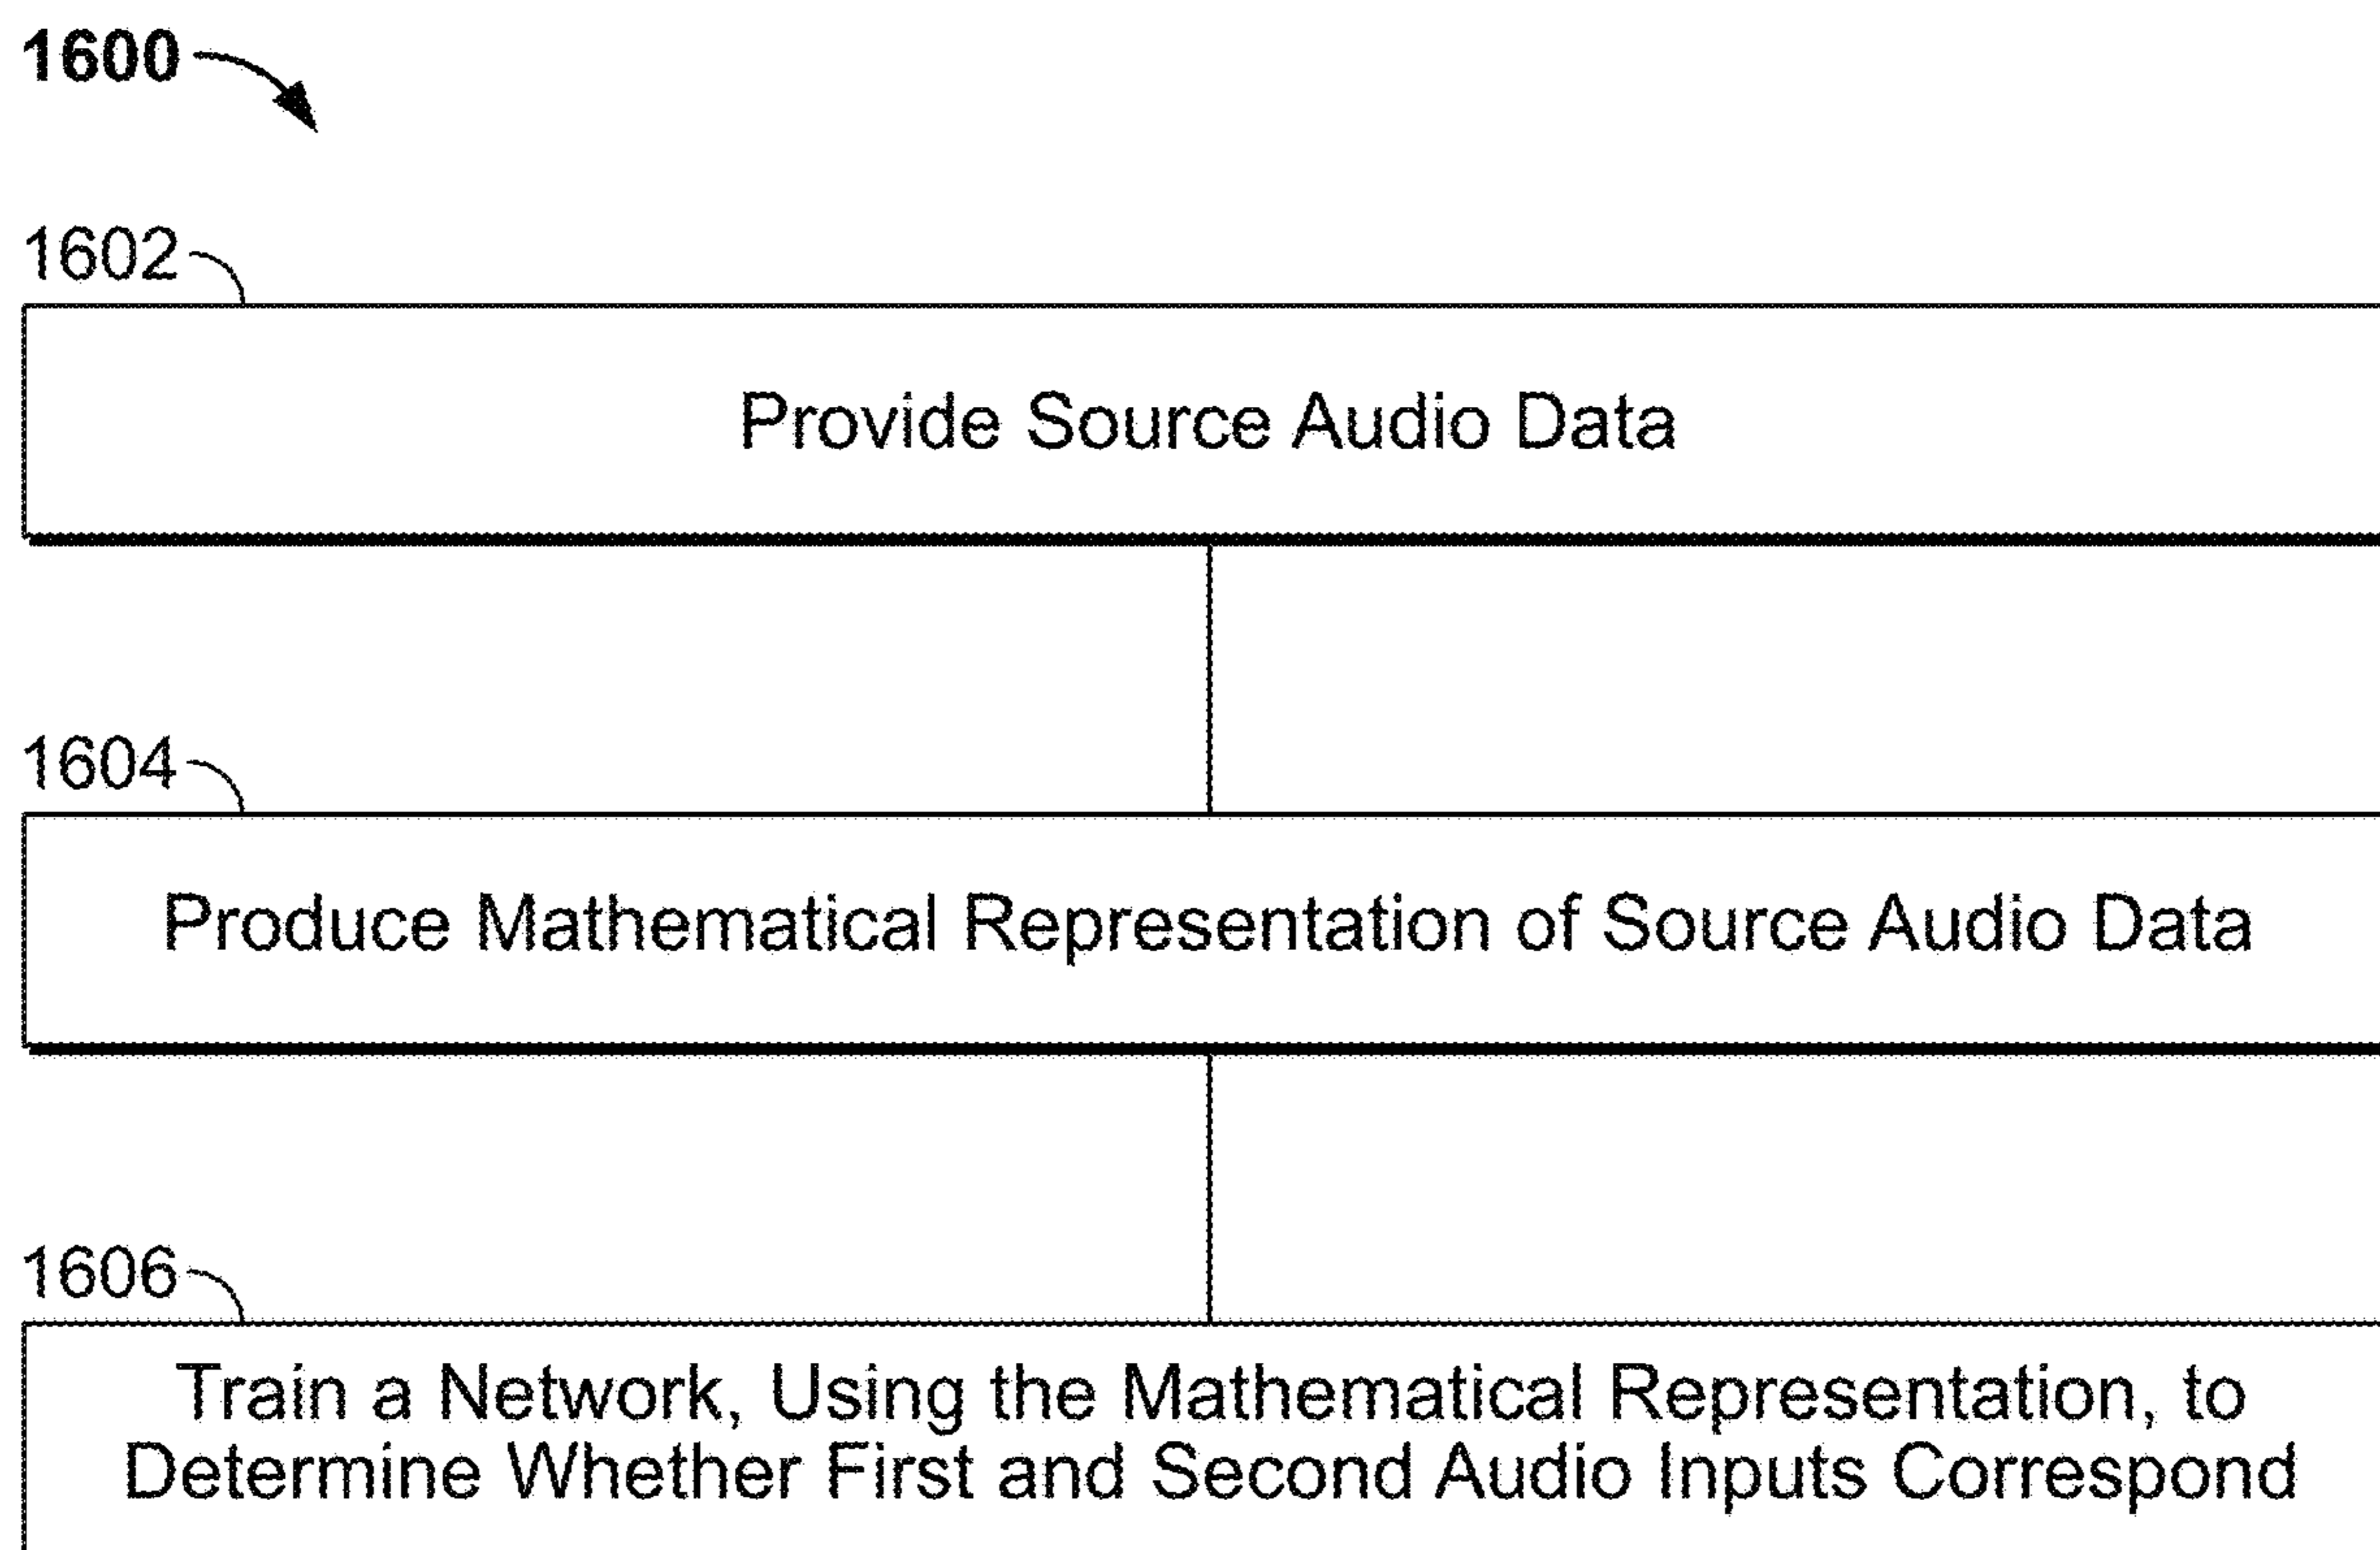 1600
1602
Provide Source Audio Data
1604
Produce Mathematical Representation of Source Audio Data
1606
Train a Network, Using the Mathematical Representation, to
Determine Whether First and Second Audio Inputs Correspond